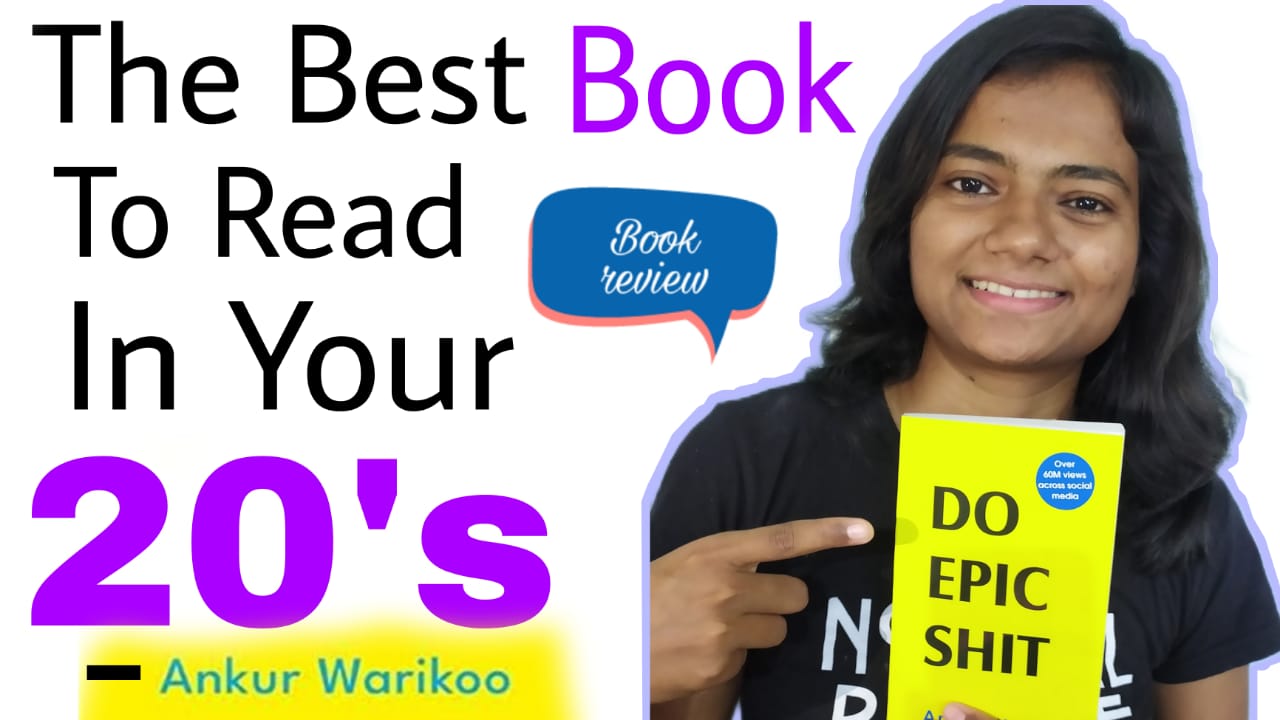 The Best Book
To Read
In Your
20's
- Ankur Warikoo
Book
review
Over
60M views
across social
media
DO
EPIC
SHIT